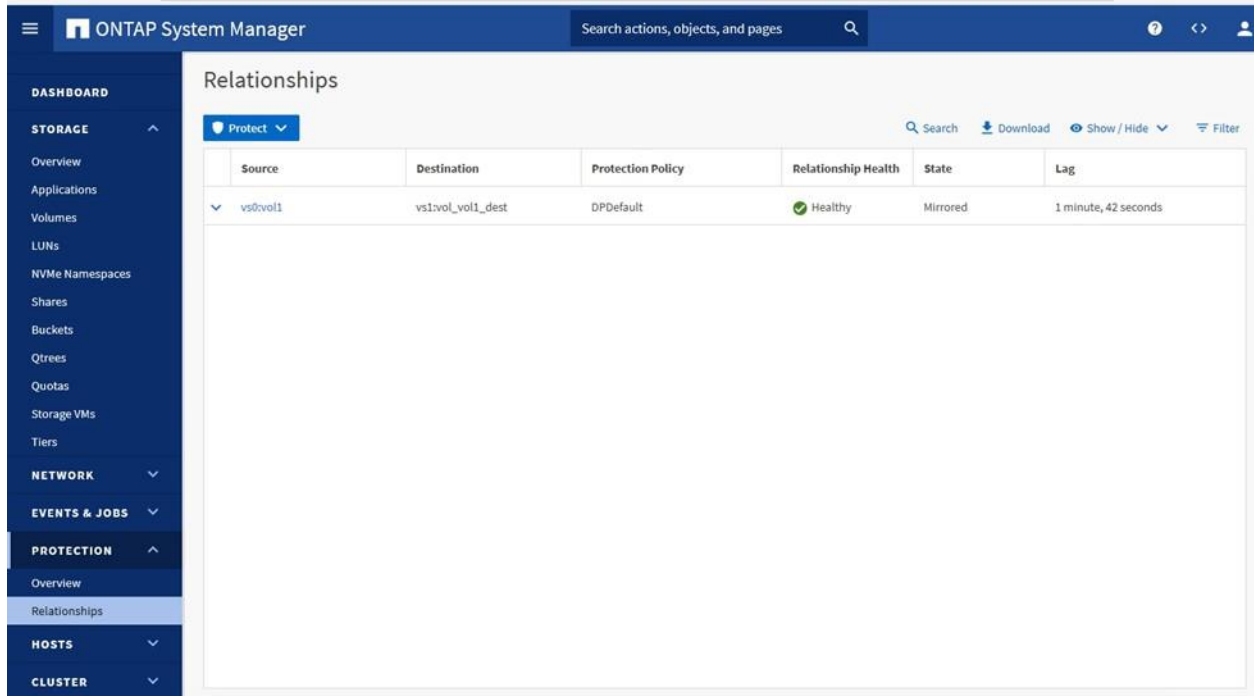 ONTAP System Manager
Search actions, objects, and pages
DASHBOARD
STORAGE
Overview
Applications
Volumes
LUNs
NVMe Namespaces
Shares
Buckets
Qtrees
Quotas
Storage VMs
Tiers
NETWORK
EVENTS & JOBS
PROTECTION
Overview
Relationships
HOSTS
CLUSTER
Relationships
Protect
Search Download Show / Hide Filter
Source Destination Protection Policy Relationship Health State Lag
vs0:vol1 vs1:vol_vol1_dest DPDefault Healthy Mirrored 1 minute, 42 seconds